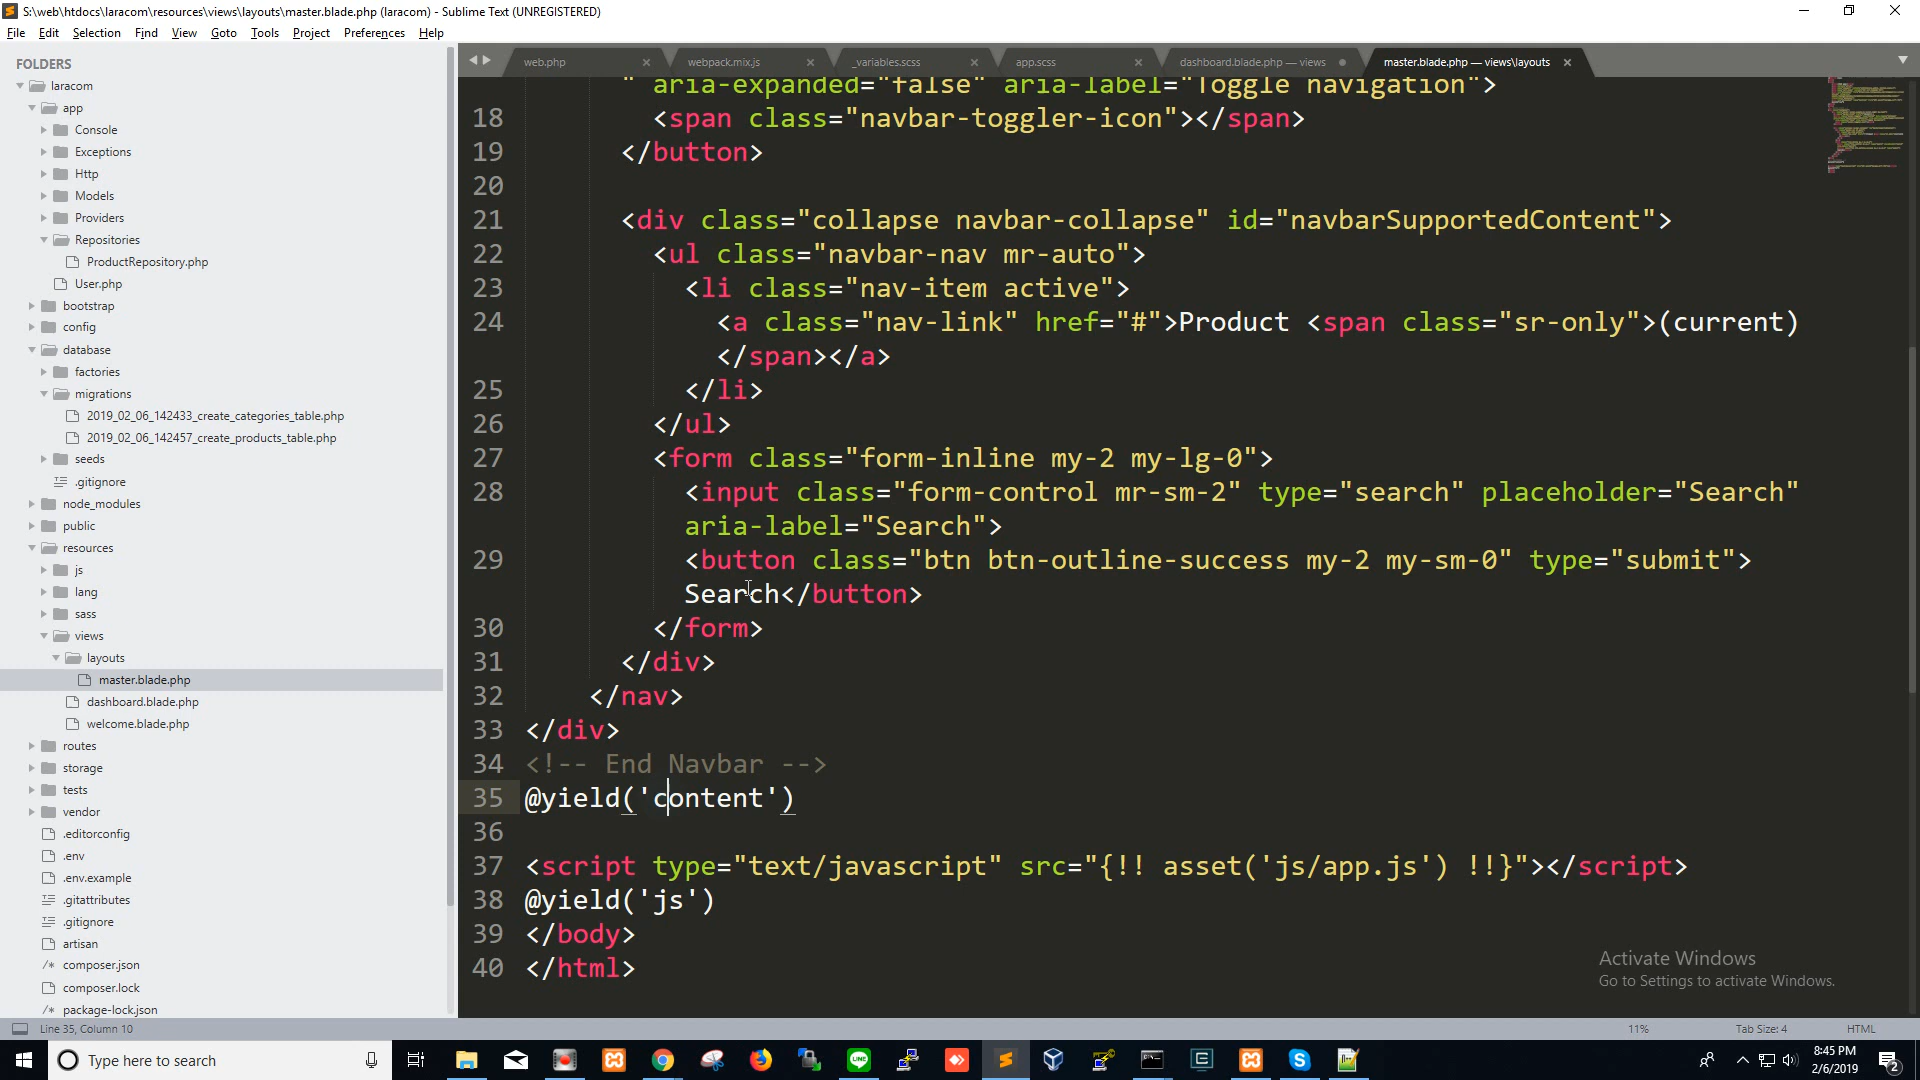 S:\web\htdocs\laracom\resources\views\layouts\master.blade.php (laracom) - Sublime Text (UNREGISTERED)
File Edit Selection Find View Goto Tools Project Preferences Help
FOLDERS
laracom
app
Console
Exceptions
Http
Models
Providers
Repositories
ProductRepository.php
User.php
bootstrap
config
database
factories
migrations
2019_02_06_142433_create_categories_table.php
2019_02_06_142457_create_products_table.php
seeds
.gitignore
node_modules
public
resources
js
lang
sass
views
layouts
master.blade.php
dashboard.blade.php
welcome.blade.php
routes
storage
tests
vendor
.editorconfig
.env
.env.example
.gitattributes
.gitignore
artisan
composer.json
composer.lock
package-lock.json
web.php webpack.mix.js _variables.scss app.scss dashboard.blade.php — views master.blade.php — views\layouts
" aria-expanded="false" aria-label="Toggle navigation">
18 <span class="navbar-toggler-icon"></span>
19 </button>
20
21 <div class="collapse navbar-collapse" id="navbarSupportedContent">
22 <ul class="navbar-nav mr-auto">
23 <li class="nav-item active">
24 <a class="nav-link" href="#">Product <span class="sr-only">(current)
</span></a>
25 </li>
26 </ul>
27 <form class="form-inline my-2 my-lg-0">
28 <input class="form-control mr-sm-2" type="search" placeholder="Search"
aria-label="Search">
29 <button class="btn btn-outline-success my-2 my-sm-0" type="submit">
Search</button>
30 </form>
31 </div>
32 </nav>
33 </div>
34 <!-- End Navbar -->
35 @yield('content')
36
37 <script type="text/javascript" src="{!! asset('js/app.js') !!}"></script>
38 @yield('js')
39 </body>
40 </html>
Activate Windows
Go to Settings to activate Windows.
Line 35, Column 10 11% Tab Size: 4 HTML
Type here to search
8:45 PM
2/6/2019
2